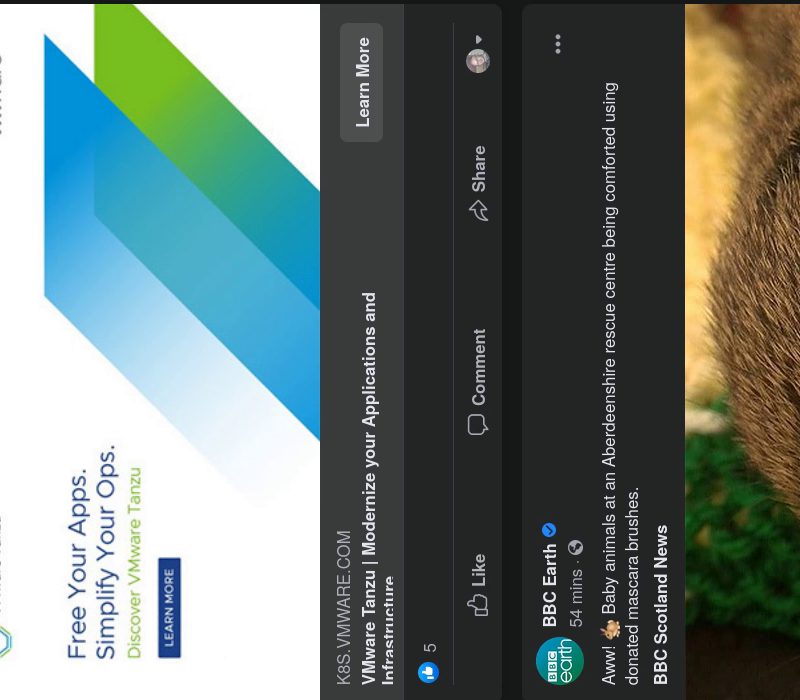 Free Your Apps.
Simplify Your Ops.
Discover VMware Tanzu
LEARN MORE
K8S.VMWARE.COM
VMware Tanzu | Modernize your Applications and
Infrastructure
Learn More
5
Like
Comment
Share
BBC
earth
BBC Earth
54 mins ·
Aww! Baby animals at an Aberdeenshire rescue centre being comforted using
donated mascara brushes.
BBC Scotland News